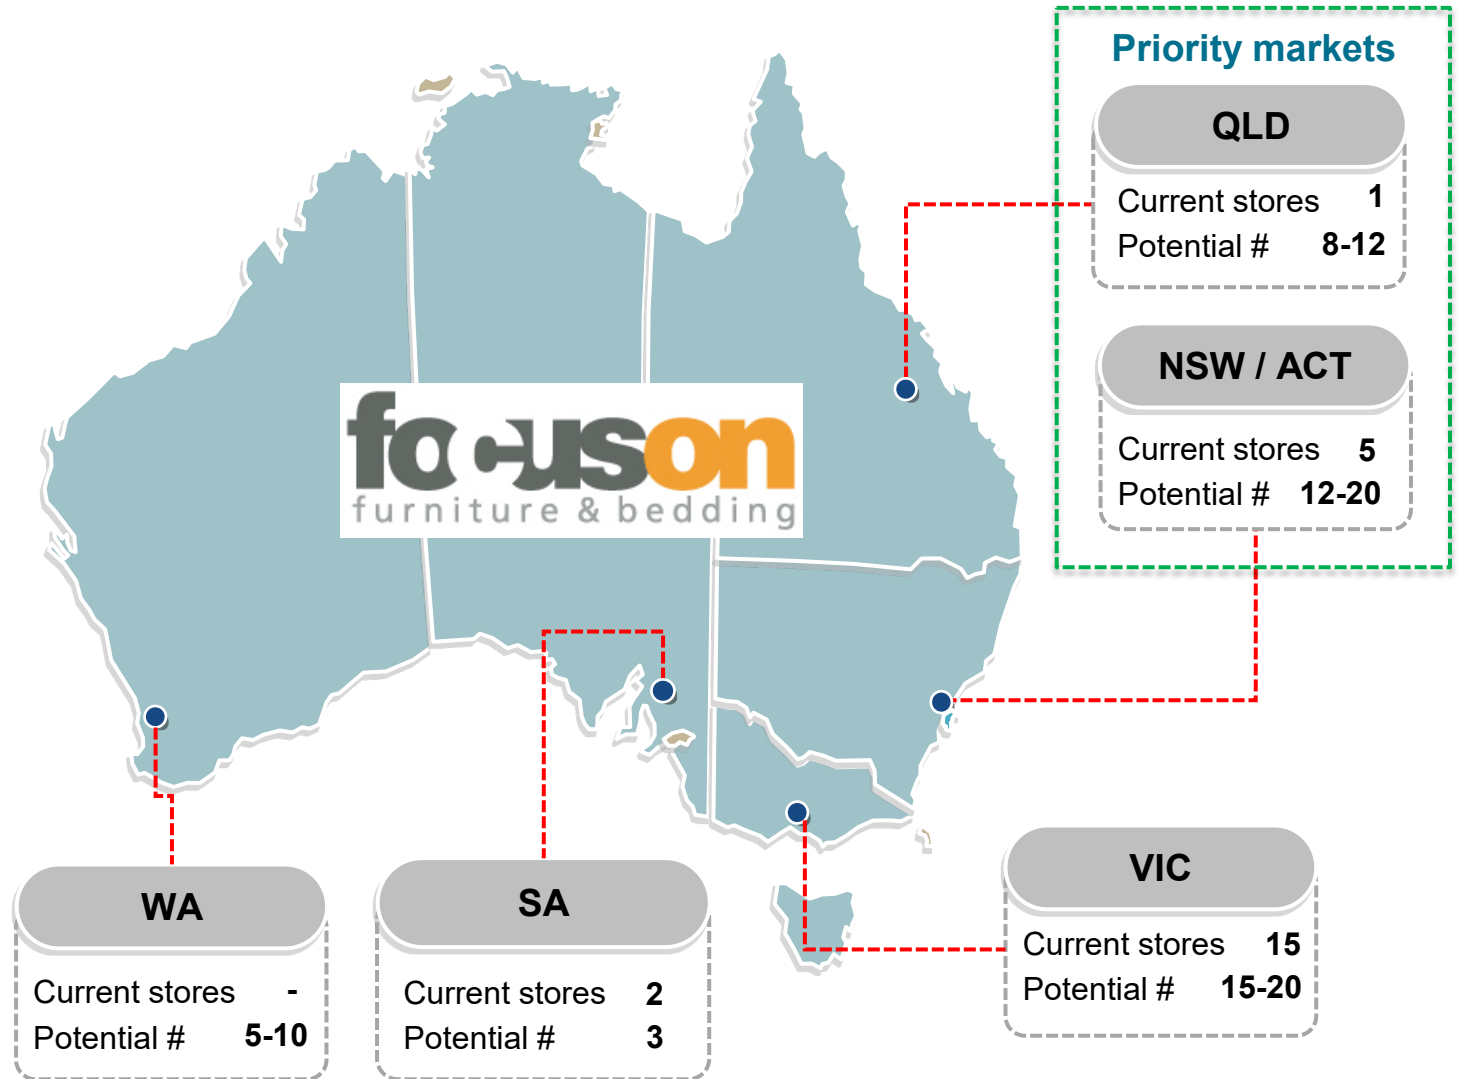 Priority markets
QLD
Current stores 1
Potential # 8-12
NSW / ACT
Current stores 5
Potential # 12-20
focuson
furniture & bedding
WA
Current stores -
Potential # 5-10
SA
Current stores 2
Potential # 3
VIC
Current stores 15
Potential # 15-20